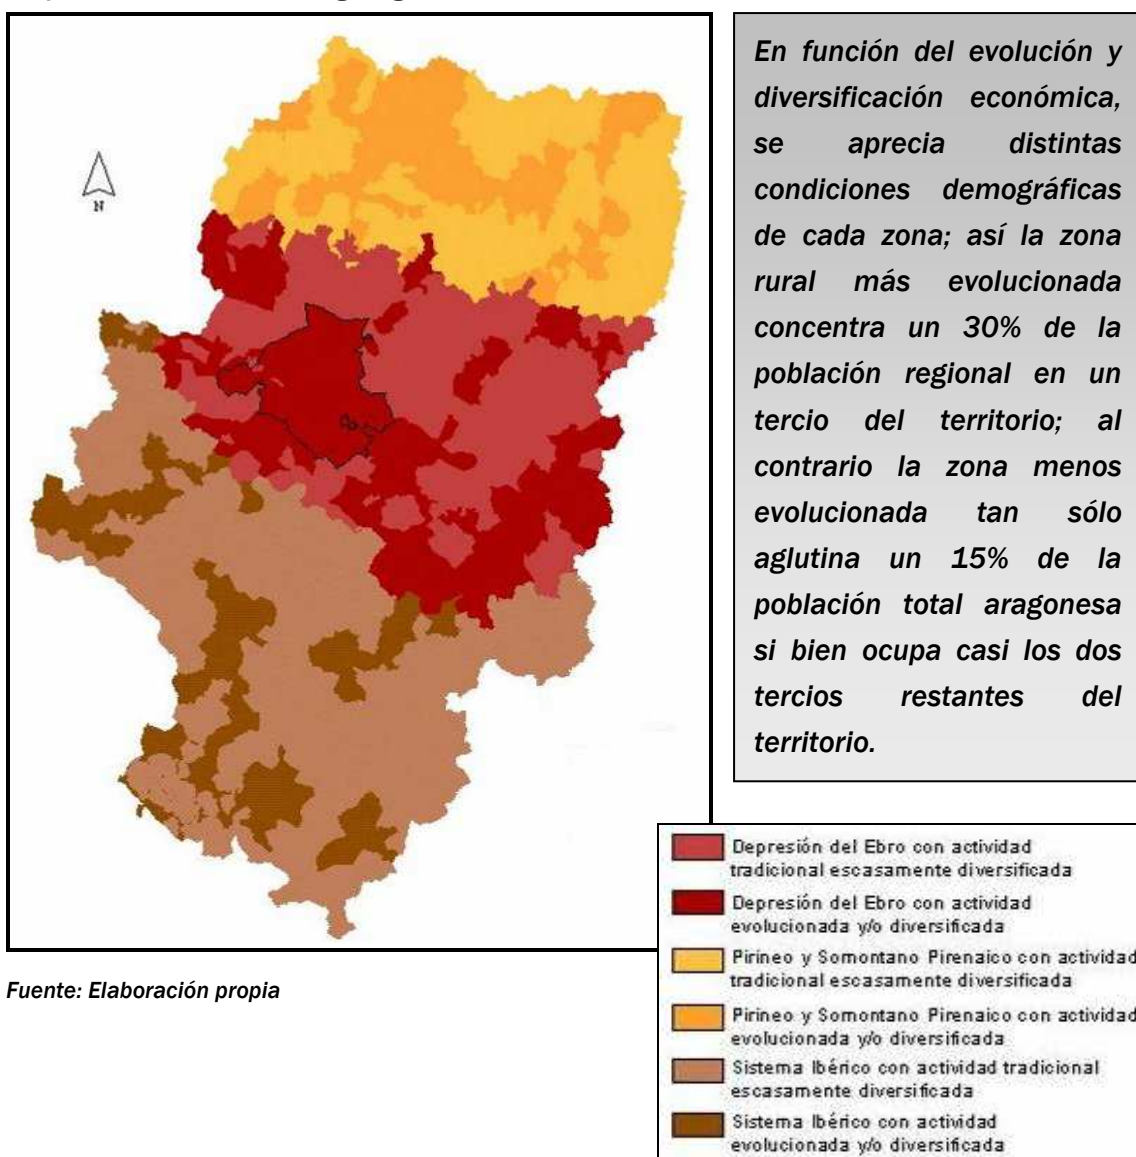 N
En función del evolución y
diversificación económica,
se aprecia distintas
condiciones demográficas
de cada zona; así la zona
rural más evolucionada
concentra un 30% de la
población regional en un
tercio del territorio; al
contrario la zona menos
evolucionada tan sólo
aglutina un 15% de la
población total aragonesa
si bien ocupa casi los dos
tercios restantes del
territorio.
Depresión del Ebro con actividad
tradicional escasamente diversificada
Depresión del Ebro con actividad
evolucionada y/o diversificada
Pirineo y Somontano Pirenaico con actividad
tradicional escasamente diversificada
Pirineo y Somontano Pirenaico con actividad
evolucionada y/o diversificada
Sistema Ibérico con actividad tradicional
escasamente diversificada
Sistema Ibérico con actividad
evolucionada y/o diversificada
Fuente: Elaboración propia